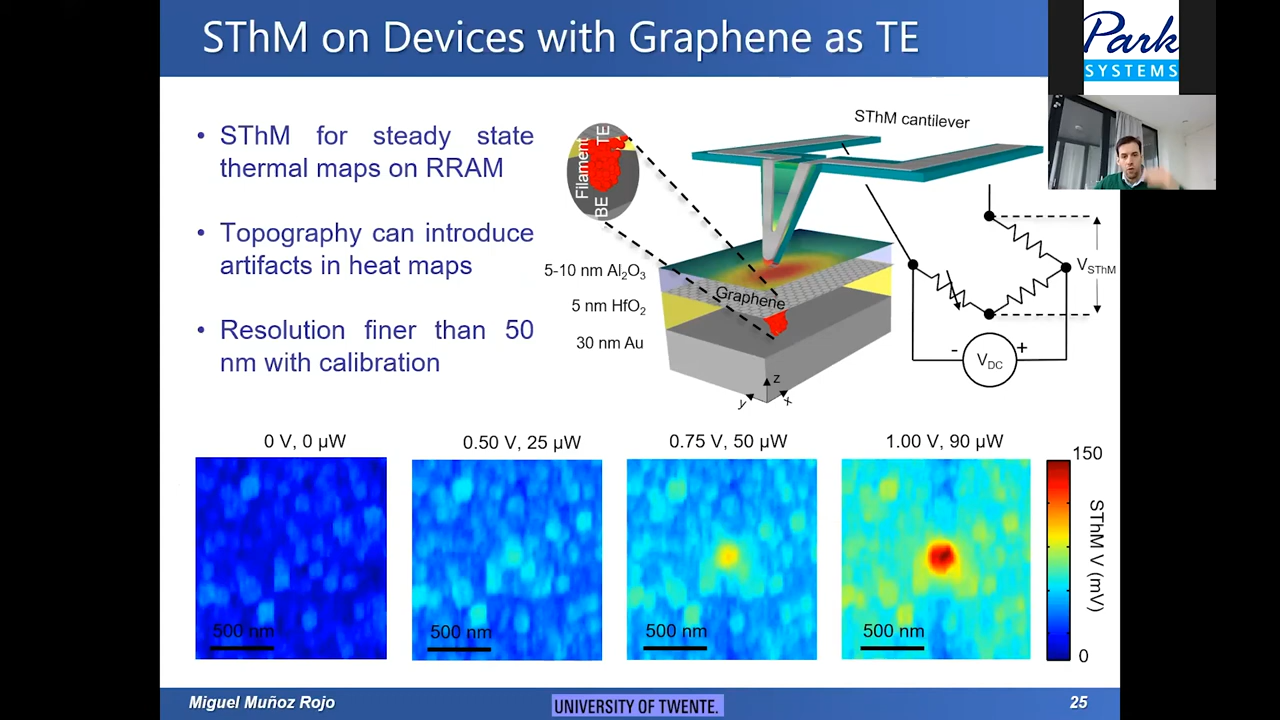 SThM on Devices with Graphene as TE
Park
SYSTEMS
• SThM for steady state
thermal maps on RRAM
• Topography can introduce
artifacts in heat maps
• Resolution finer than 50
nm with calibration
SThM cantilever
Filament
TE
BE
5-10 nm Al₂O₃
Graphene
5 nm HfO₂
30 nm Au
z
y
x
V_SThM
- V_DC +
0 V, 0 µW
0.50 V, 25 µW
0.75 V, 50 µW
1.00 V, 90 µW
500 nm
500 nm
500 nm
500 nm
150
SThM V (mV)
0
Miguel Muñoz Rojo
UNIVERSITY OF TWENTE.
25